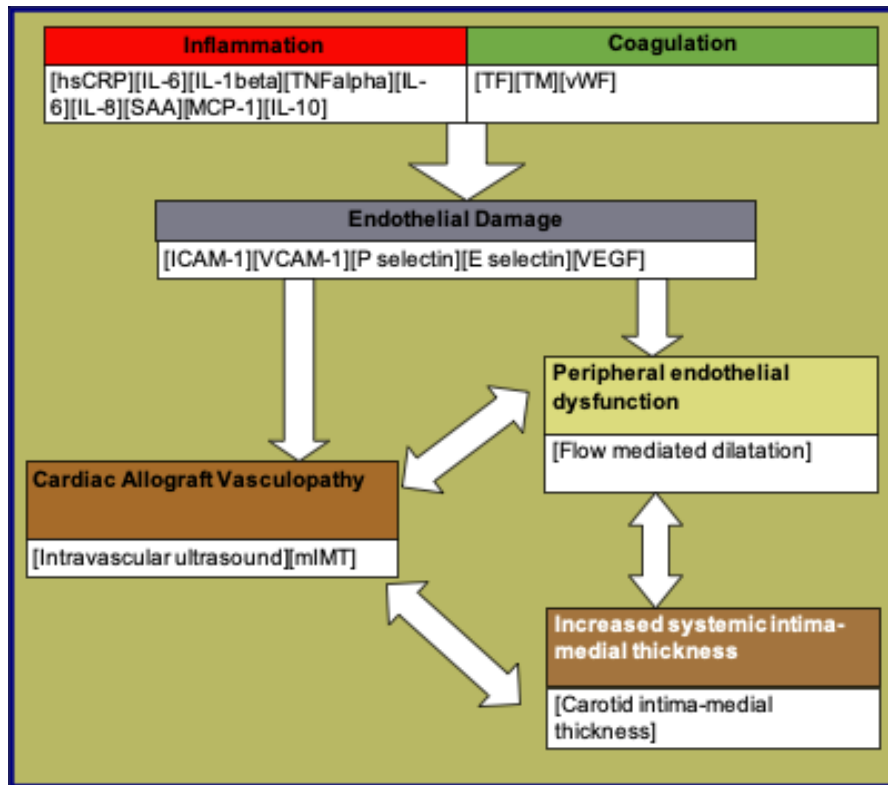 Inflammation
Coagulation
[hsCRP][IL-6][IL-1beta][TNFalpha][IL-
6][IL-8][SAA][MCP-1][IL-10]
[TF][TM][vWF]
Endothelial Damage
[ICAM-1][VCAM-1][P selectin][E selectin][VEGF]
Peripheral endothelial
dysfunction
[Flow mediated dilatation]
Cardiac Allograft Vasculopathy
[Intravascular ultrasound][mIMT]
Increased systemic intima-
medial thickness
[Carotid intima-medial
thickness]